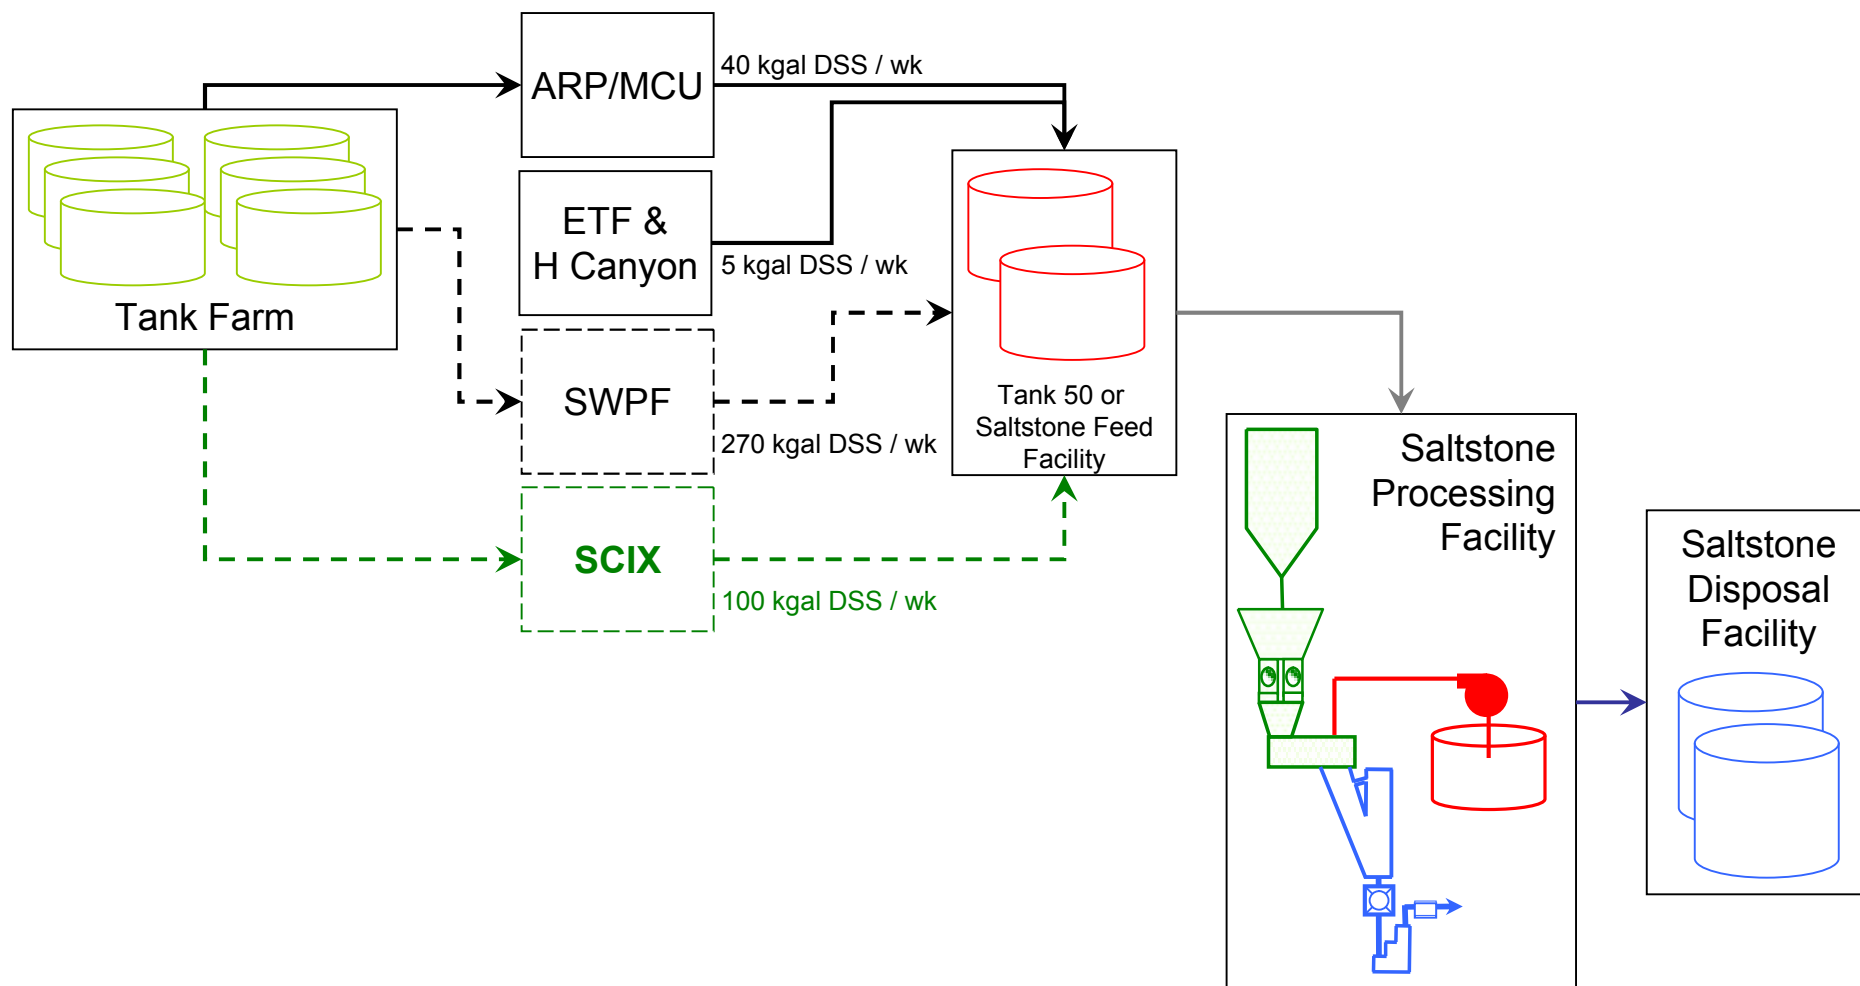 ARP/MCU
40 kgal DSS / wk
ETF &
H Canyon
5 kgal DSS / wk
Tank Farm
SWPF
270 kgal DSS / wk
SCIX
100 kgal DSS / wk
Tank 50 or
Saltstone Feed
Facility
Saltstone
Processing
Facility
Saltstone
Disposal
Facility